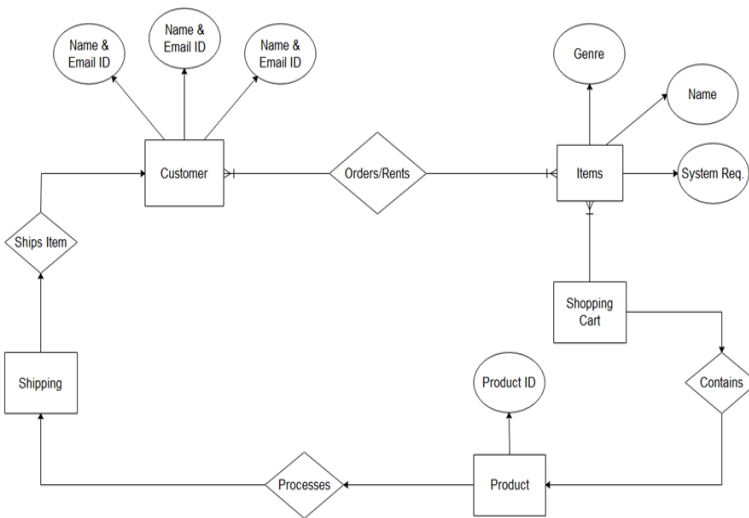 Name &
Email ID
Name &
Email ID
Name &
Email ID
Genre
Name
Customer
Orders/Rents
Items
System Req.
Ships Item
Shopping
Cart
Shipping
Product ID
Contains
Processes
Product